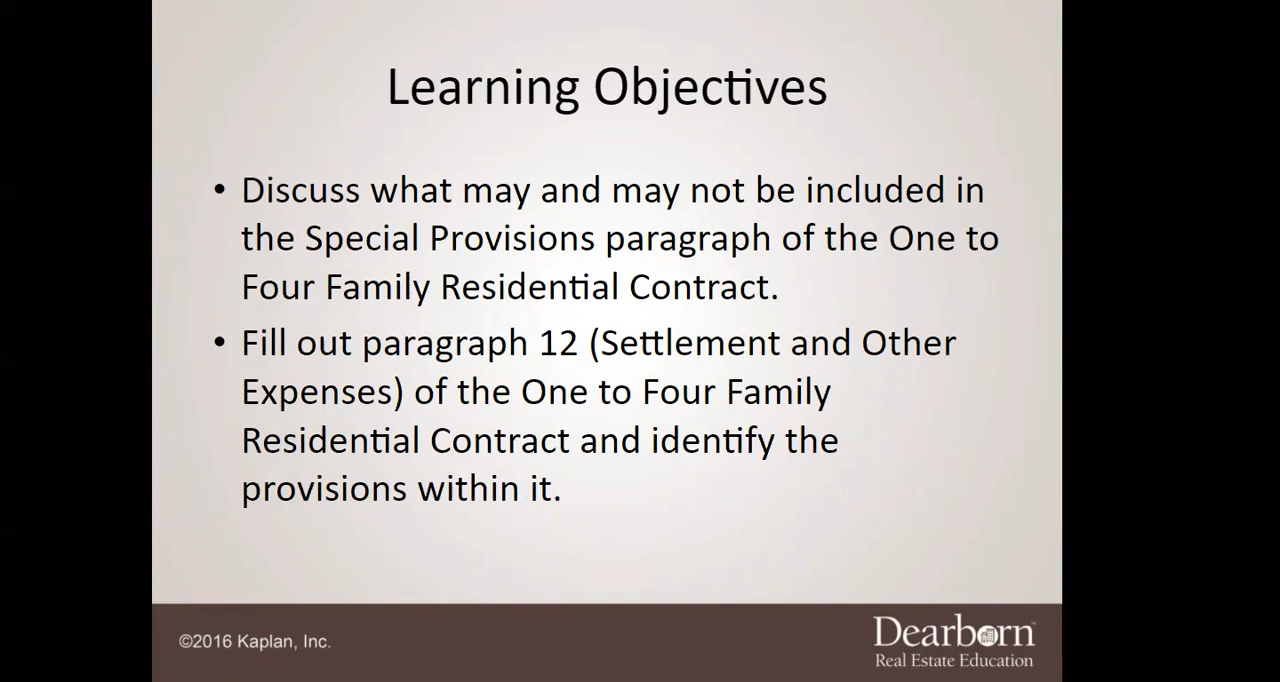 Learning Objectives
• Discuss what may and may not be included in
the Special Provisions paragraph of the One to
Four Family Residential Contract.
• Fill out paragraph 12 (Settlement and Other
Expenses) of the One to Four Family
Residential Contract and identify the
provisions within it.
©2016 Kaplan, Inc.
Dearborn™
Real Estate Education